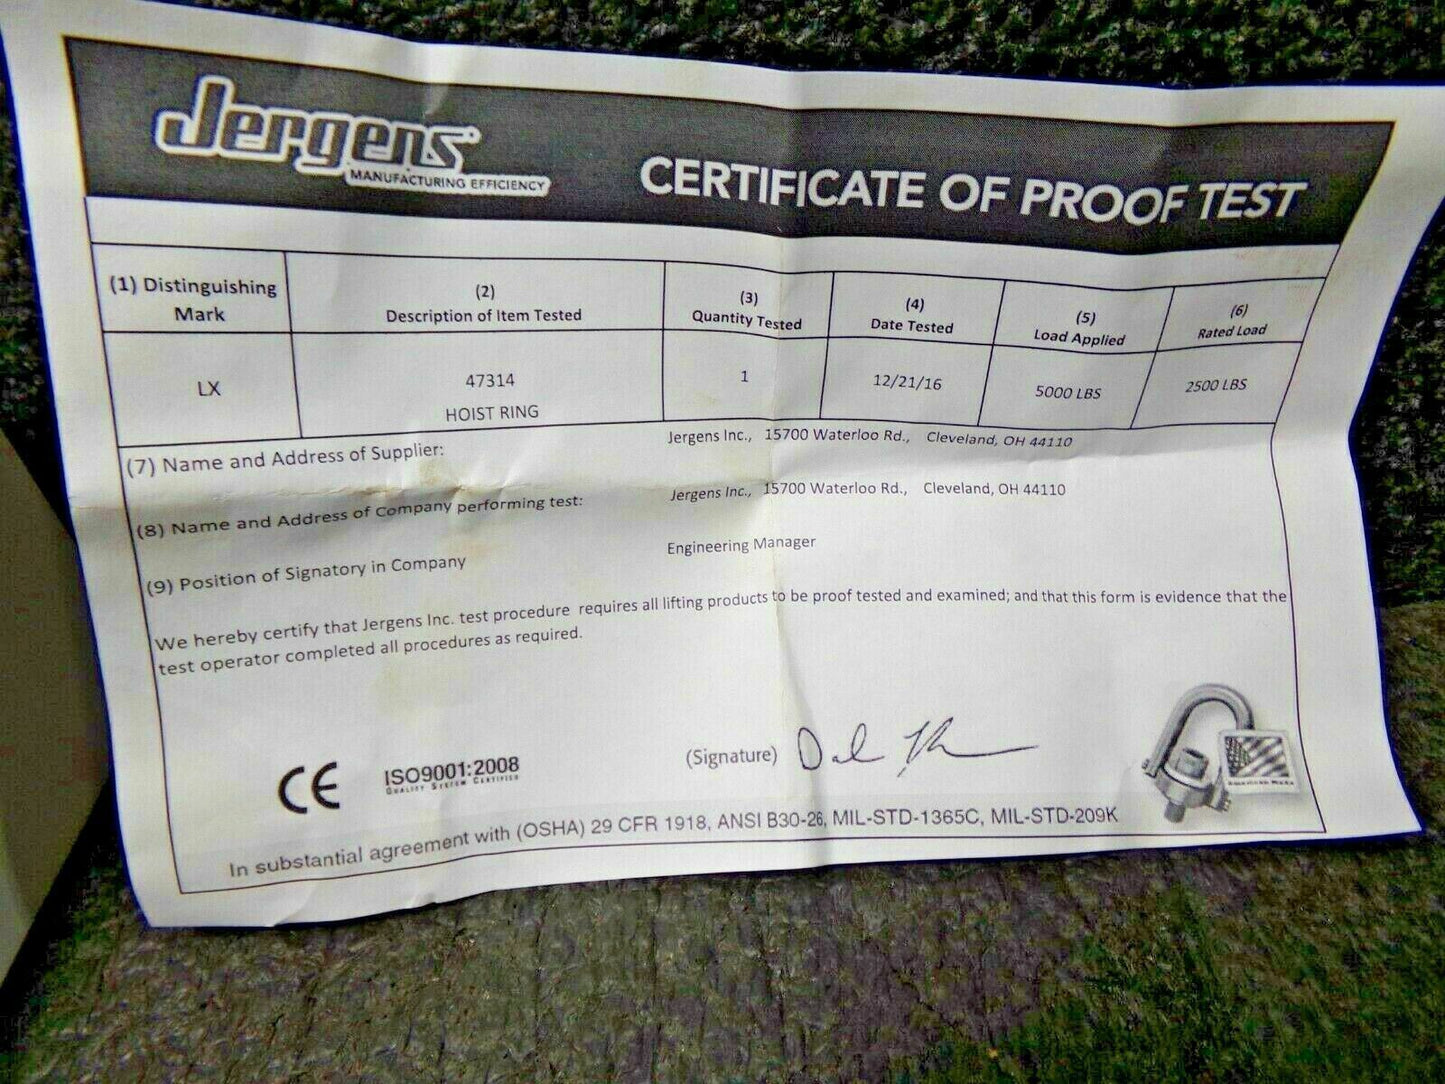 Jergens
MANUFACTURING EFFICIENCY
CERTIFICATE OF PROOF TEST
(1) Distinguishing
Mark
(2)
Description of Item Tested
(3)
Quantity Tested
(4)
Date Tested
(5)
Load Applied
(6)
Rated Load
LX
47314
HOIST RING
1
12/21/16
5000 LBS
2500 LBS
(7) Name and Address of Supplier: Jergens Inc., 15700 Waterloo Rd., Cleveland, OH 44110
(8) Name and Address of Company performing test: Jergens Inc., 15700 Waterloo Rd., Cleveland, OH 44110
(9) Position of Signatory in Company Engineering Manager
We hereby certify that Jergens Inc. test procedure requires all lifting products to be proof tested and examined; and that this form is evidence that the
test operator completed all procedures as required.
CE
ISO9001:2008
QUALITY SYSTEM CERTIFIED
(Signature)
American Made
In substantial agreement with (OSHA) 29 CFR 1918, ANSI B30-26, MIL-STD-1365C, MIL-STD-209K